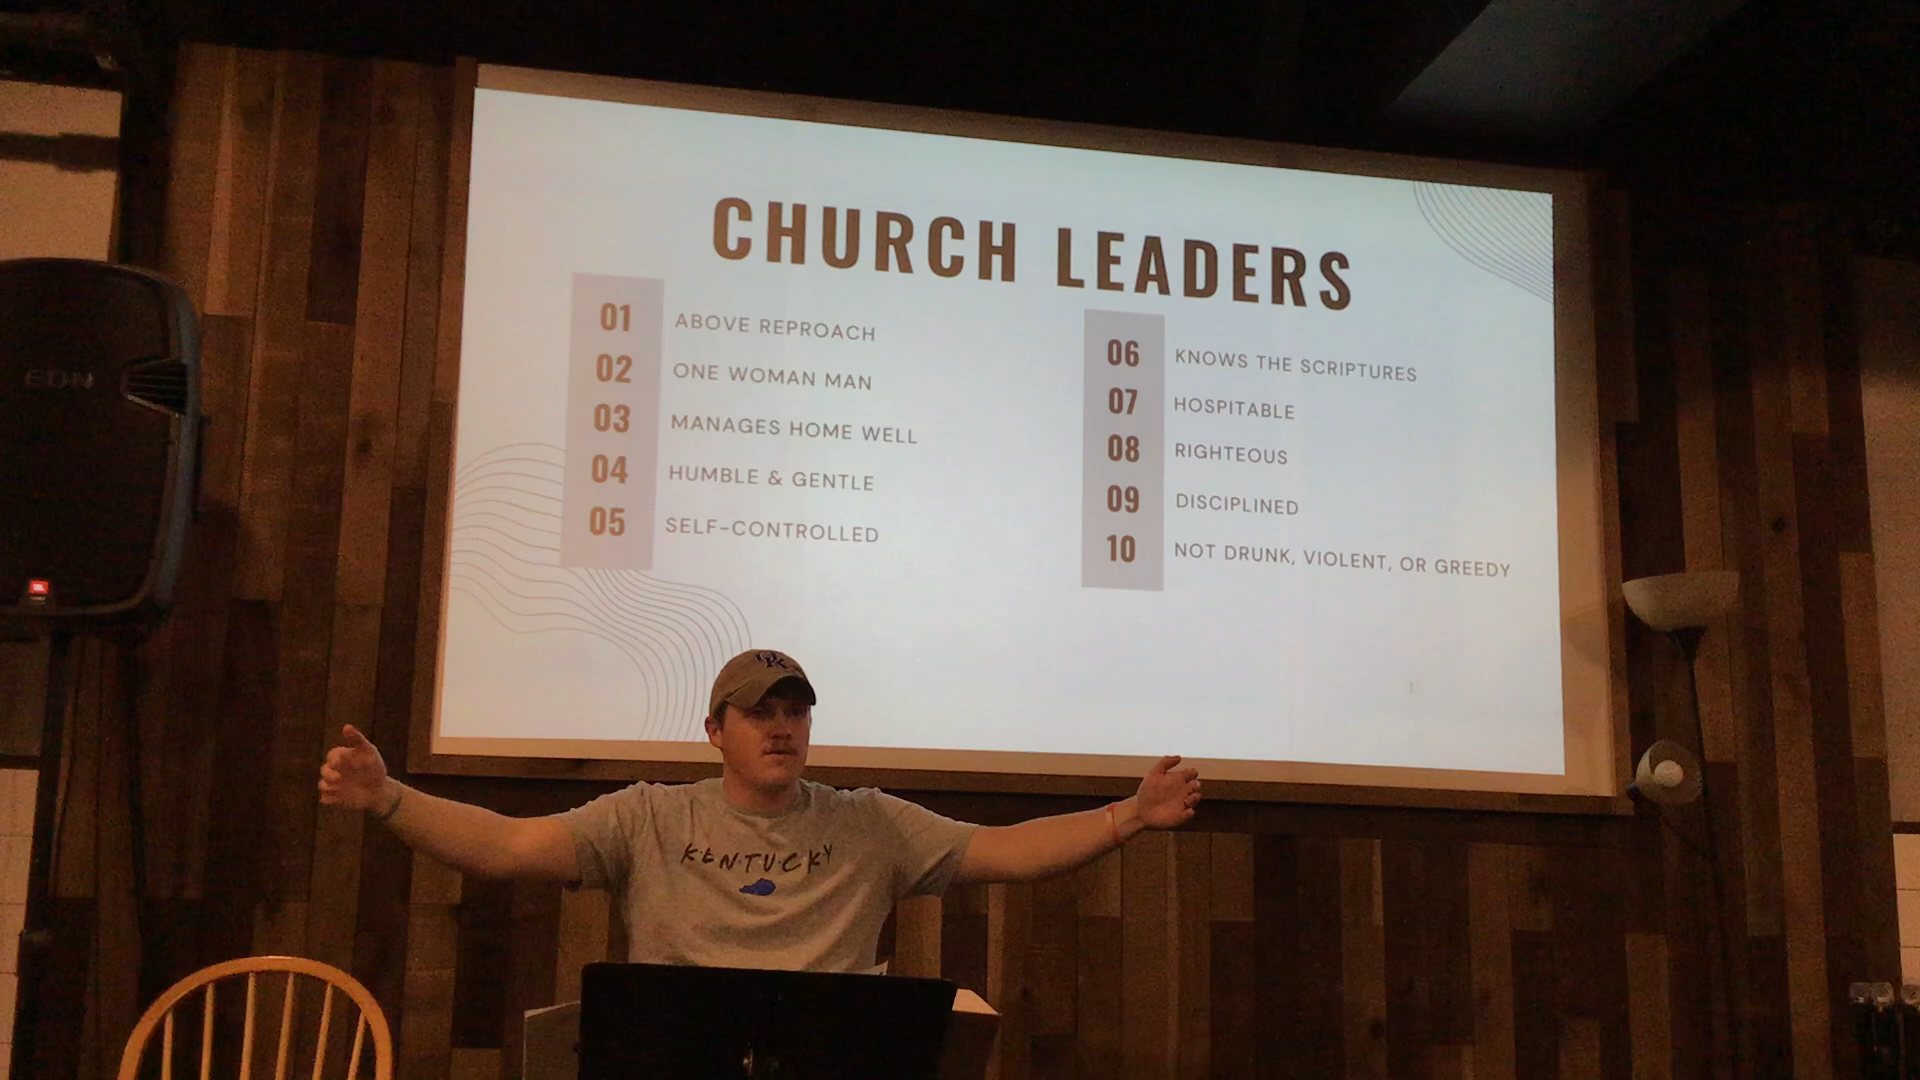 CHURCH LEADERS
01 ABOVE REPROACH
02 ONE WOMAN MAN
03 MANAGES HOME WELL
04 HUMBLE & GENTLE
05 SELF-CONTROLLED
06 KNOWS THE SCRIPTURES
07 HOSPITABLE
08 RIGHTEOUS
09 DISCIPLINED
10 NOT DRUNK, VIOLENT, OR GREEDY
EON
K·E·N·T·U·C·K·Y